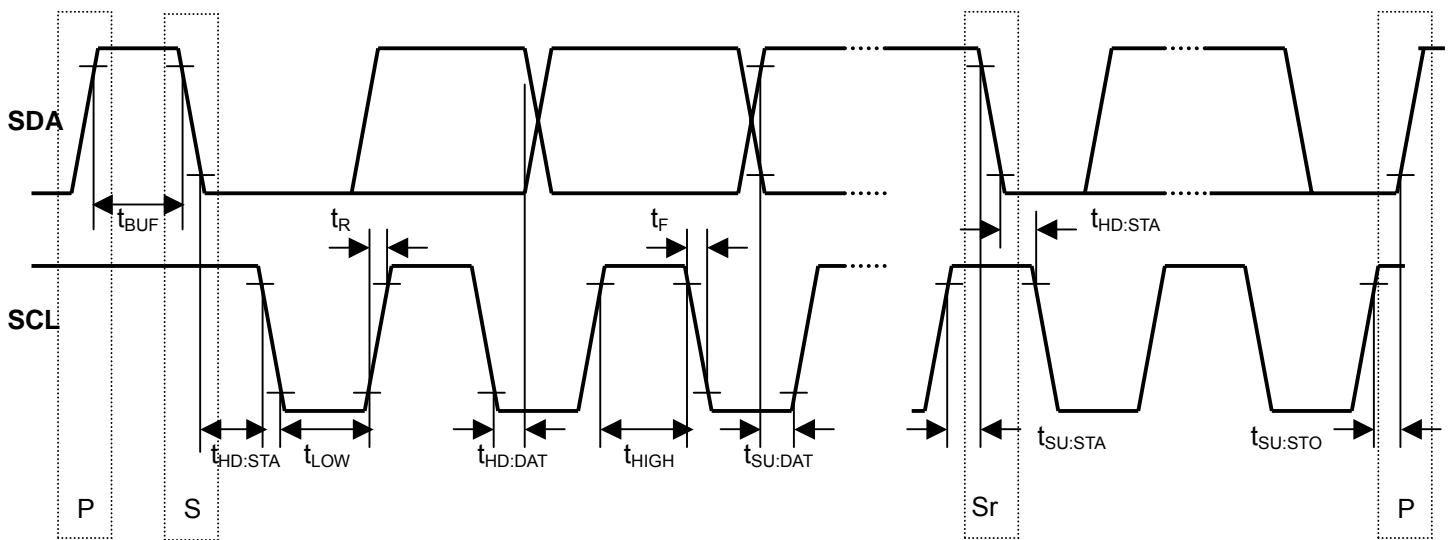 SDA
t_BUF
t_R
t_F
t_HD:STA
SCL
t_HD:STA
t_LOW
t_HD:DAT
t_HIGH
t_SU:DAT
t_SU:STA
t_SU:STO
P
S
Sr
P